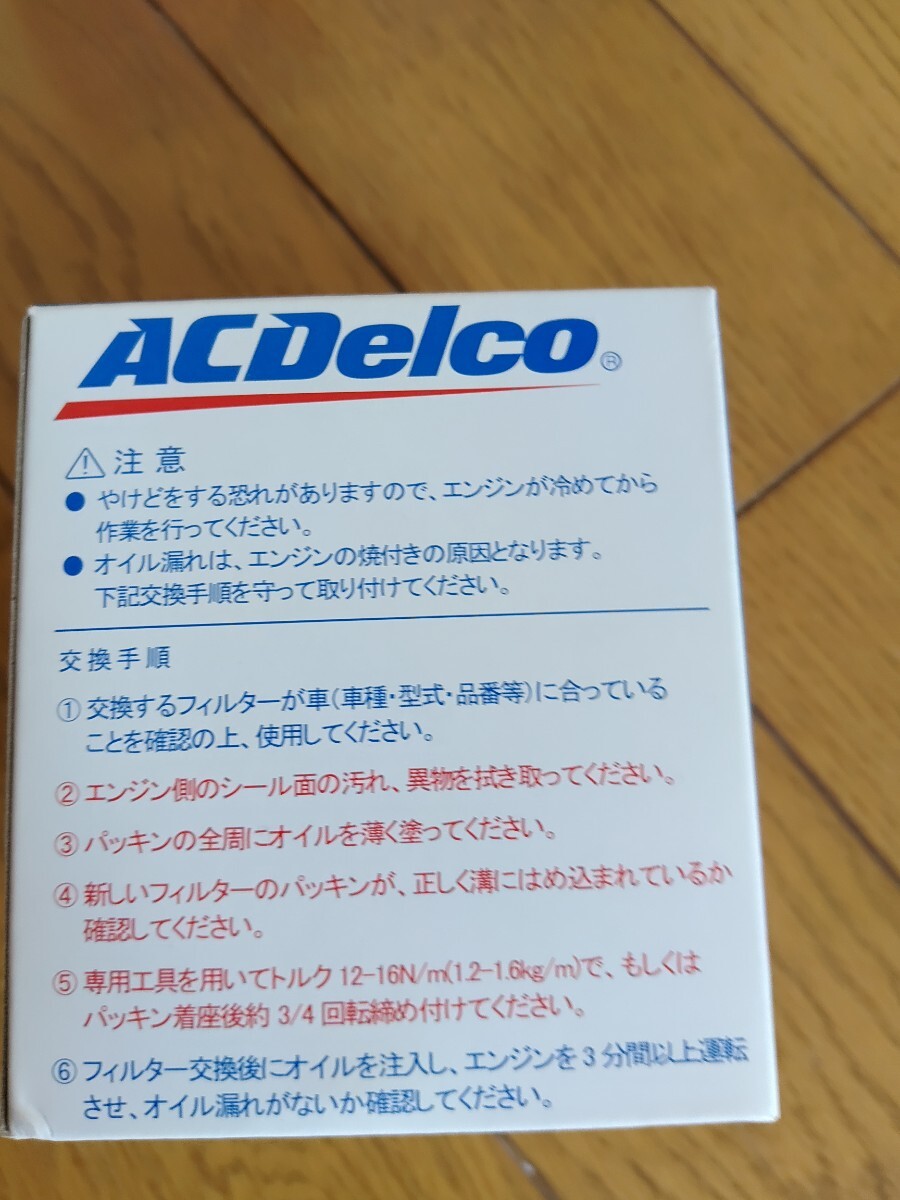 ACDelco®
注意
● やけどをする恐れがありますので、エンジンが冷めてから
作業を行ってください。
● オイル漏れは、エンジンの焼付きの原因となります。
下記交換手順を守って取り付けてください。
交換手順
① 交換するフィルターが車(車種・型式・品番等)に合っている
ことを確認の上、使用してください。
② エンジン側のシール面の汚れ、異物を拭き取ってください。
③ パッキンの全周にオイルを薄く塗ってください。
④ 新しいフィルターのパッキンが、正しく溝にはめ込まれているか
確認してください。
⑤ 専用工具を用いてトルク12-16N/m(1.2-1.6kg/m)で、もしくは
パッキン着座後約 3/4 回転締め付けてください。
⑥ フィルター交換後にオイルを注入し、エンジンを 3 分間以上運転
させ、オイル漏れがないか確認してください。